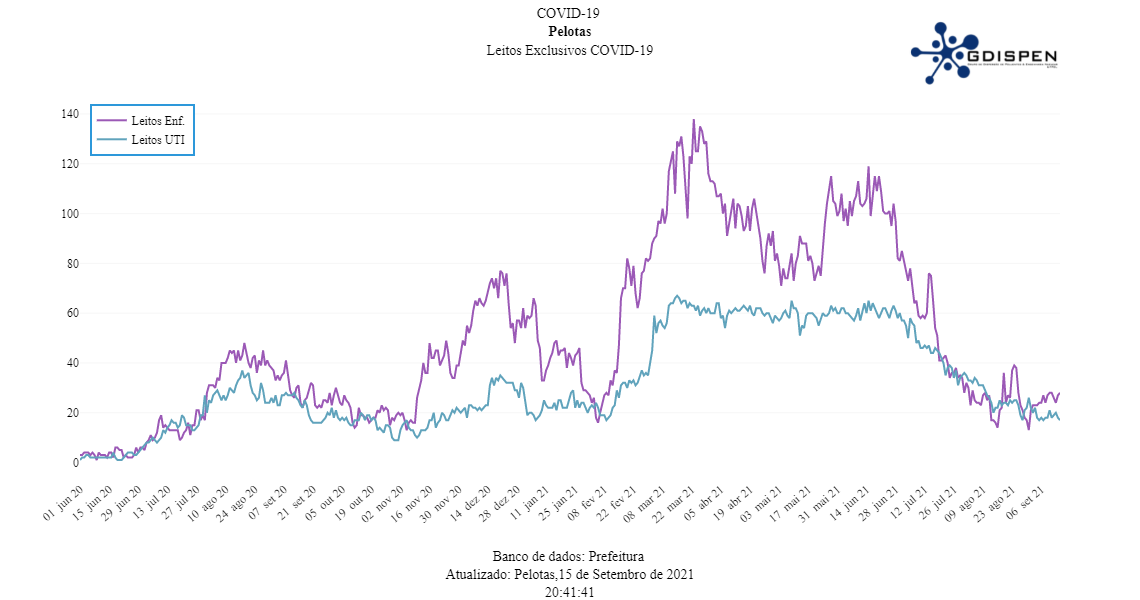 COVID-19
Pelotas
Leitos Exclusivos COVID-19
GDISPEN
Leitos Enf.
Leitos UTI
140
120
100
80
60
40
20
0
01 jun 20
15 jun 20
29 jun 20
13 jul 20
27 jul 20
10 ago 20
24 ago 20
07 set 20
21 set 20
05 out 20
19 out 20
02 nov 20
16 nov 20
30 nov 20
14 dez 20
28 dez 20
11 jan 21
25 jan 21
08 fev 21
22 fev 21
08 mar 21
22 mar 21
05 abr 21
19 abr 21
03 mai 21
17 mai 21
31 mai 21
14 jun 21
28 jun 21
12 jul 21
26 jul 21
09 ago 21
23 ago 21
06 set 21
Banco de dados: Prefeitura
Atualizado: Pelotas,15 de Setembro de 2021
20:41:41